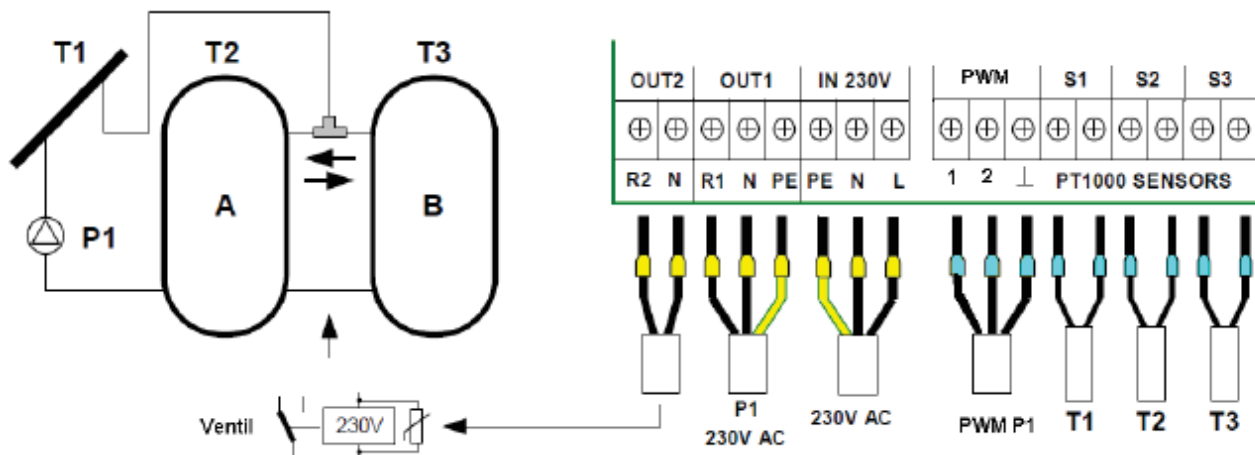 T1
T2
T3
A
B
P1
Ventil
230V
OUT2 OUT1 IN 230V
PWM S1 S2 S3
R2 N R1 N PE PE N L
1 2 ⊥ PT1000 SENSORS
P1
230V AC
230V AC
PWM P1
T1
T2
T3